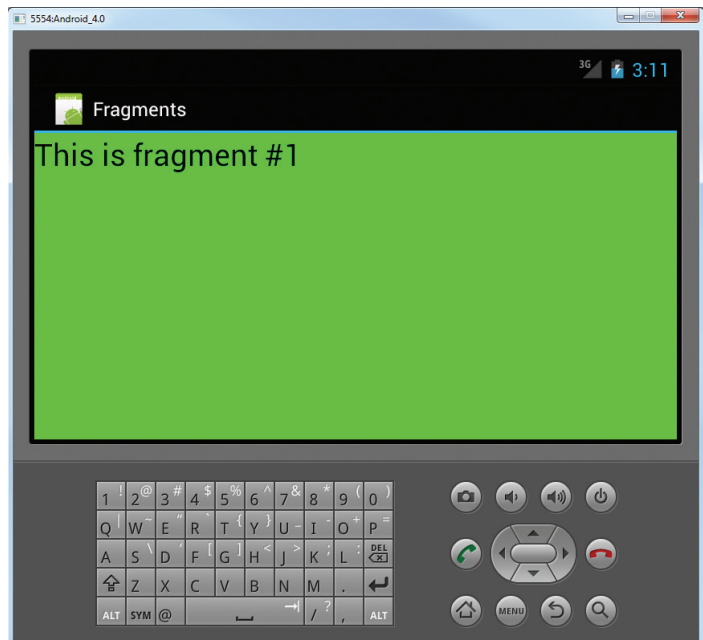 5554:Android_4.0
3G 3:11
Fragments
This is fragment #1
1 ! 2 @ 3 # 4 $ 5 % 6 ^ 7 & 8 * 9 ( 0 )
Q | W ~ E “ R ` T { Y } U - I - O + P =
A S \ D ' F [ G ] H < J > K ; L : DEL
Z X C V B N M .
ALT SYM @ / ? , ALT
MENU